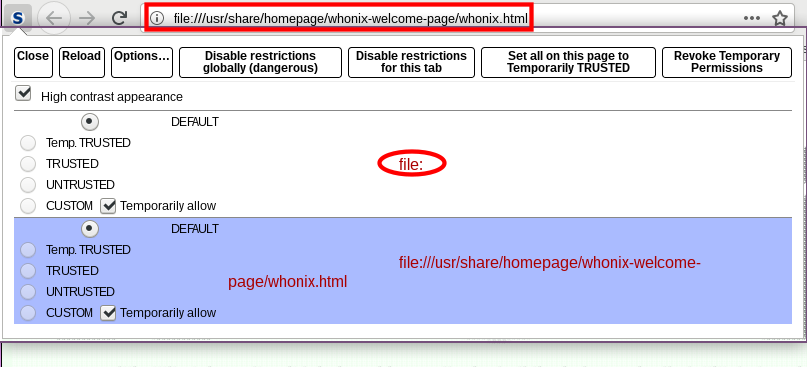 S
file:///usr/share/homepage/whonix-welcome-page/whonix.html
Close
Reload
Options...
Disable restrictions
globally (dangerous)
Disable restrictions
for this tab
Set all on this page to
Temporarily TRUSTED
Revoke Temporary
Permissions
High contrast appearance
DEFAULT
Temp. TRUSTED
TRUSTED
file:
UNTRUSTED
CUSTOM Temporarily allow
DEFAULT
Temp. TRUSTED
TRUSTED
file:///usr/share/homepage/whonix-welcome-
page/whonix.html
UNTRUSTED
CUSTOM Temporarily allow